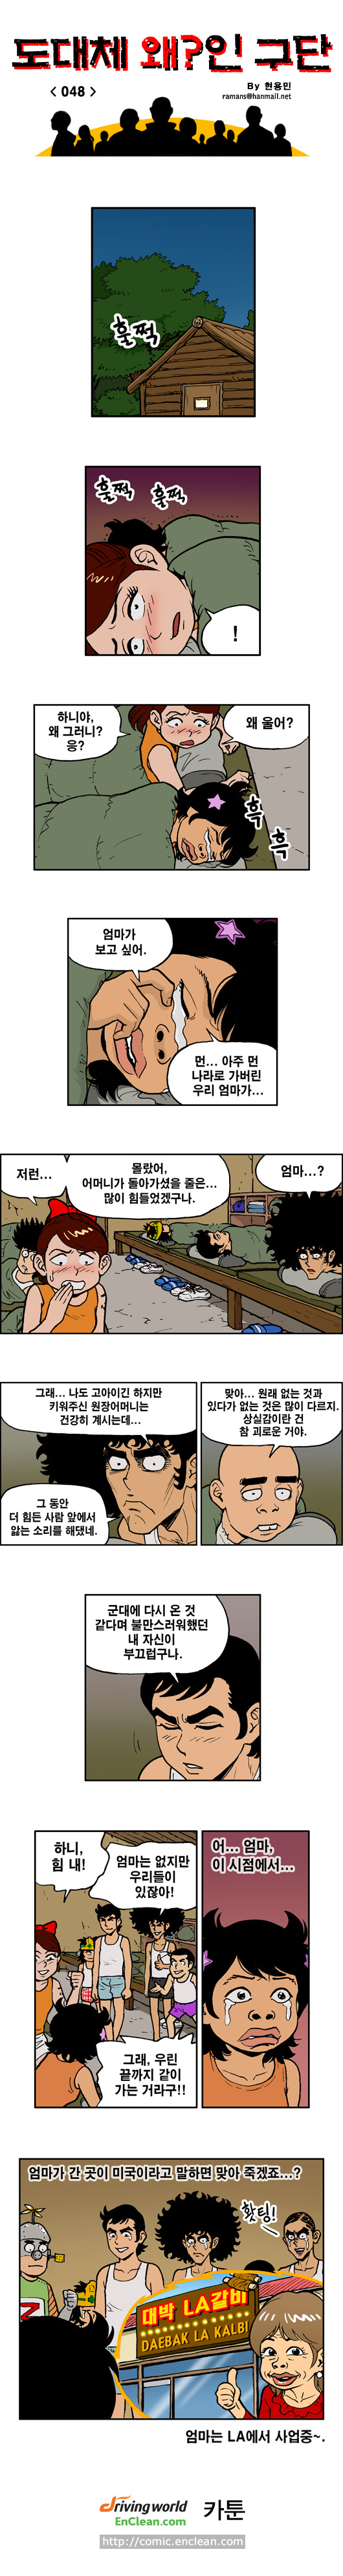 도대체 왜?인 구단
< 048 >
By 현용민
ramans@hanmail.net
훌쩍
훌쩍
훌쩍
!
하니야,
왜 그러니?
응?
왜 울어?
흑
흑
엄마가
보고 싶어.
먼... 아주 먼
나라로 가버린
우리 엄마가...
저런...
몰랐어,
어머니가 돌아가셨을 줄은...
많이 힘들었겠구나.
엄마...?
그래... 나도 고아이긴 하지만
키워주신 원장어머니는
건강히 계시는데...
그 동안
더 힘든 사람 앞에서
앓는 소리를 해댔네.
맞아... 원래 없는 것과
있다가 없는 것은 많이 다르지.
상실감이란 건
참 괴로운 거야.
군대에 다시 온 것
같다며 불만스러워했던
내 자신이
부끄럽구나.
하니,
힘 내!
엄마는 없지만
우리들이
있잖아!
그래, 우린
끝까지 같이
가는 거라구!!
어... 엄마,
이 시점에서...
엄마가 간 곳이 미국이라고 말하면 맞아 죽겠죠...?
홧팅!
대박 LA갈비
DAEBAK LA KALBI
엄마는 LA에서 사업중~.
drivingworld
EnClean.com
카툰
http://comic.enclean.com